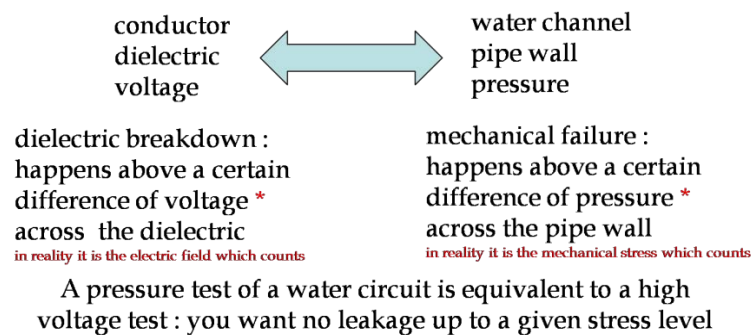 conductor
dielectric
voltage
water channel
pipe wall
pressure
dielectric breakdown :
happens above a certain
difference of voltage *
across the dielectric
in reality it is the electric field which counts
mechanical failure :
happens above a certain
difference of pressure *
across the pipe wall
in reality it is the mechanical stress which counts
A pressure test of a water circuit is equivalent to a high
voltage test : you want no leakage up to a given stress level